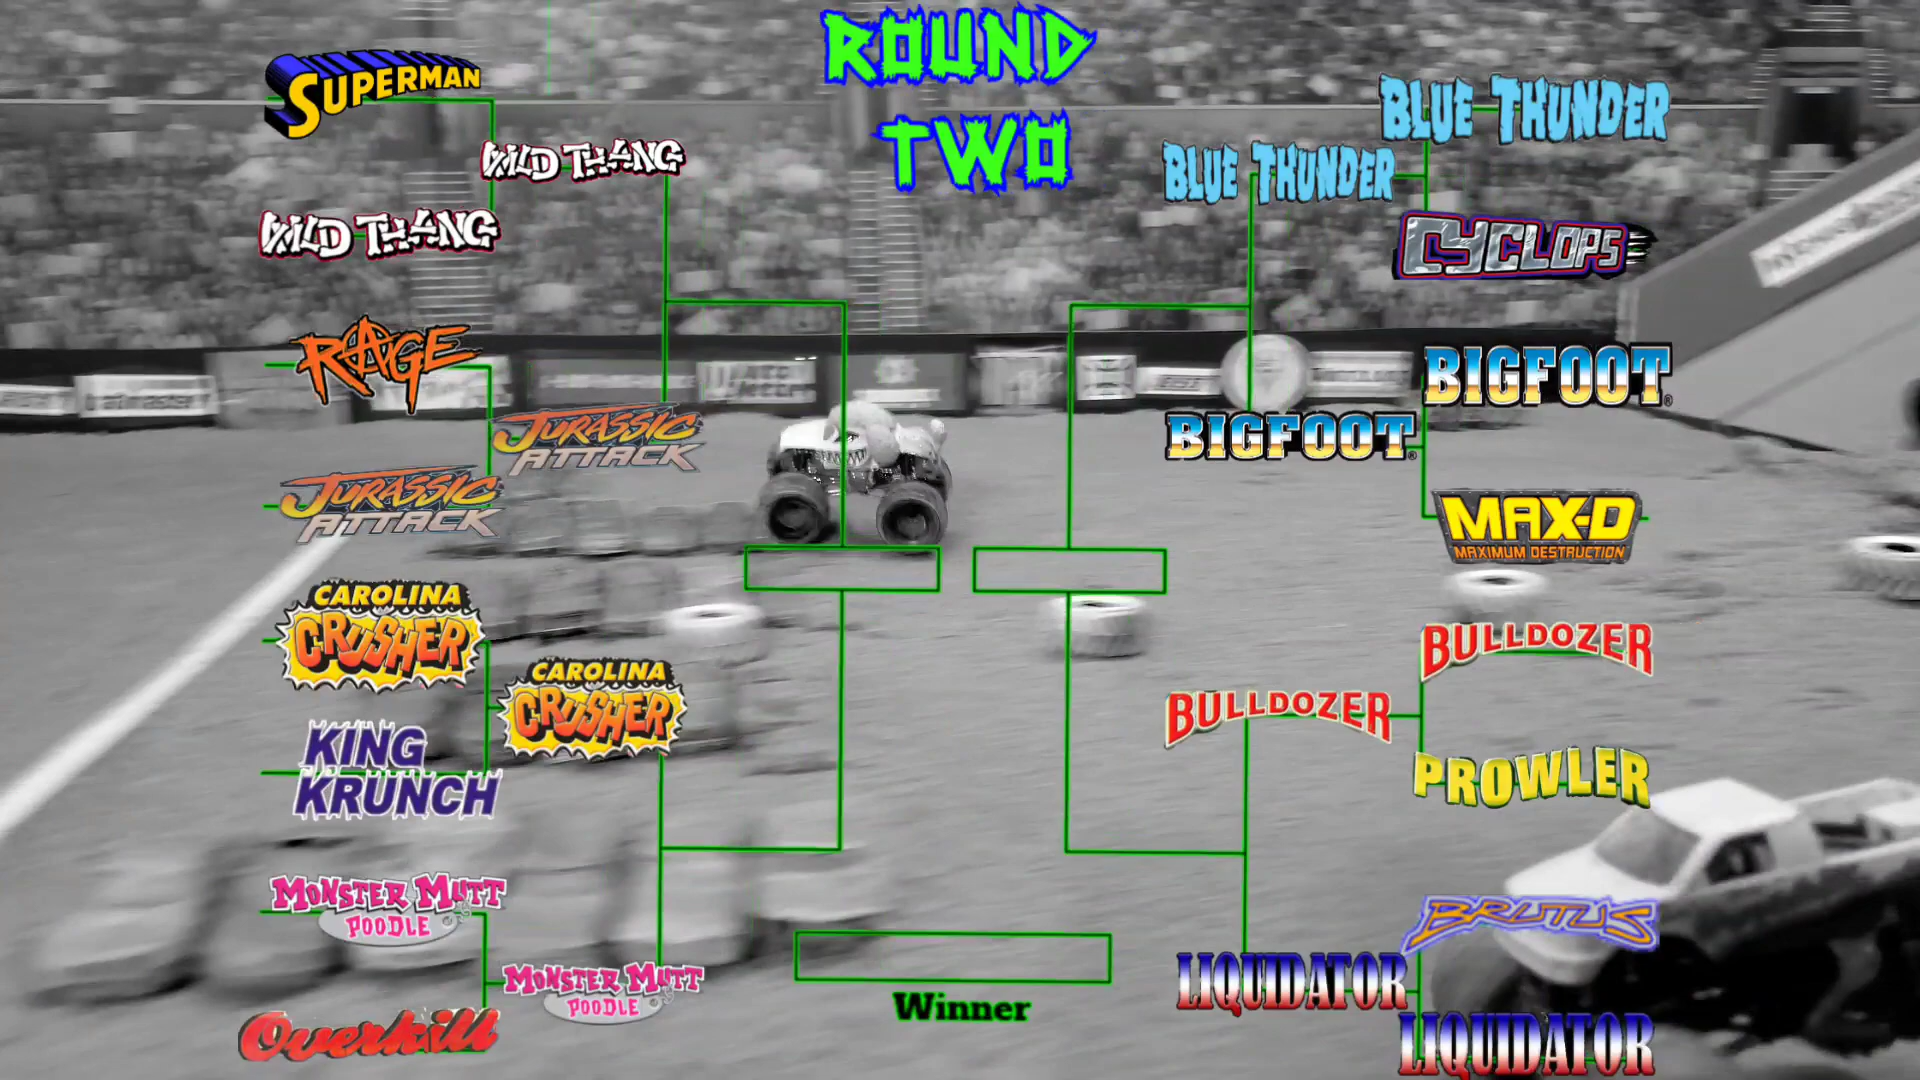 ROUND
TWO
SUPERMAN
WILD THANG
WILD THANG
RAGE
JURASSIC
ATTACK
JURASSIC
ATTACK
CAROLINA
CRUSHER
CAROLINA
CRUSHER
KING
KRUNCH
MONSTER MUTT
POODLE
MONSTER MUTT
POODLE
Overkill
BLUE THUNDER
BLUE THUNDER
CYCLOPS
BIGFOOT®
BIGFOOT®
MAX-D
MAXIMUM DESTRUCTION
BULLDOZER
BULLDOZER
PROWLER
BRUTUS
LIQUIDATOR
LIQUIDATOR
Winner